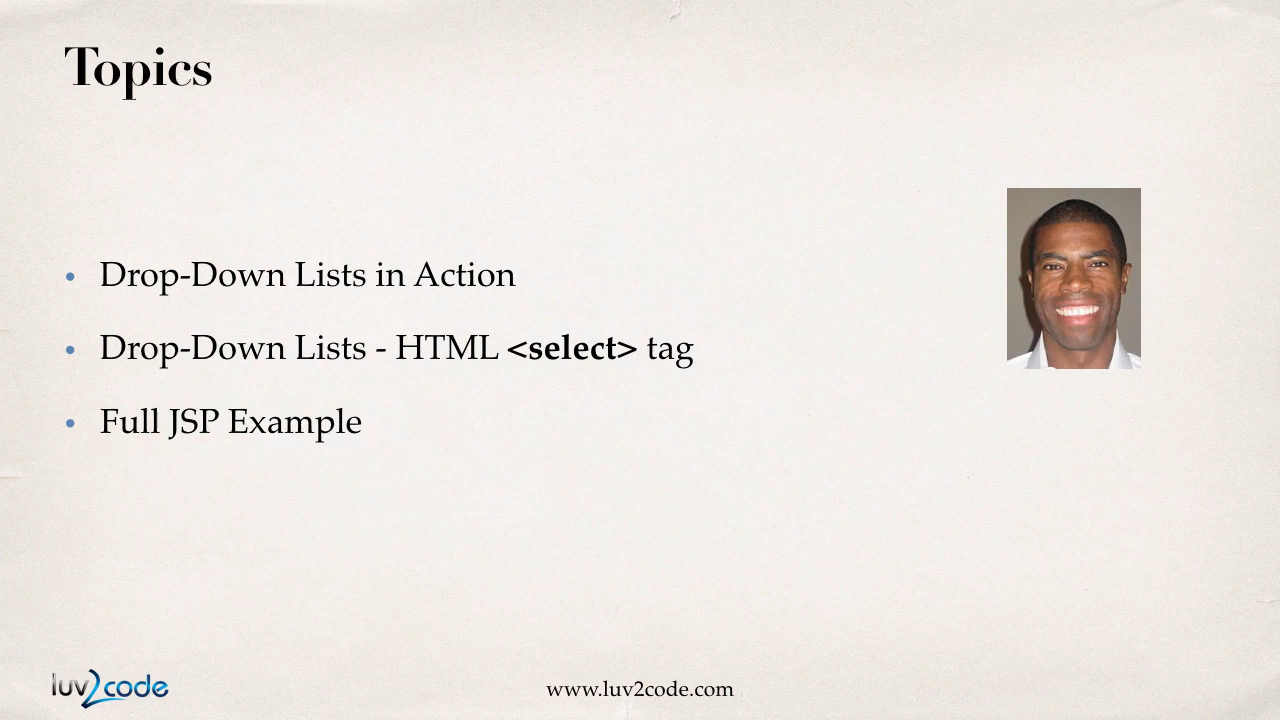 Topics
• Drop-Down Lists in Action
• Drop-Down Lists - HTML <select> tag
• Full JSP Example
luv2code
www.luv2code.com